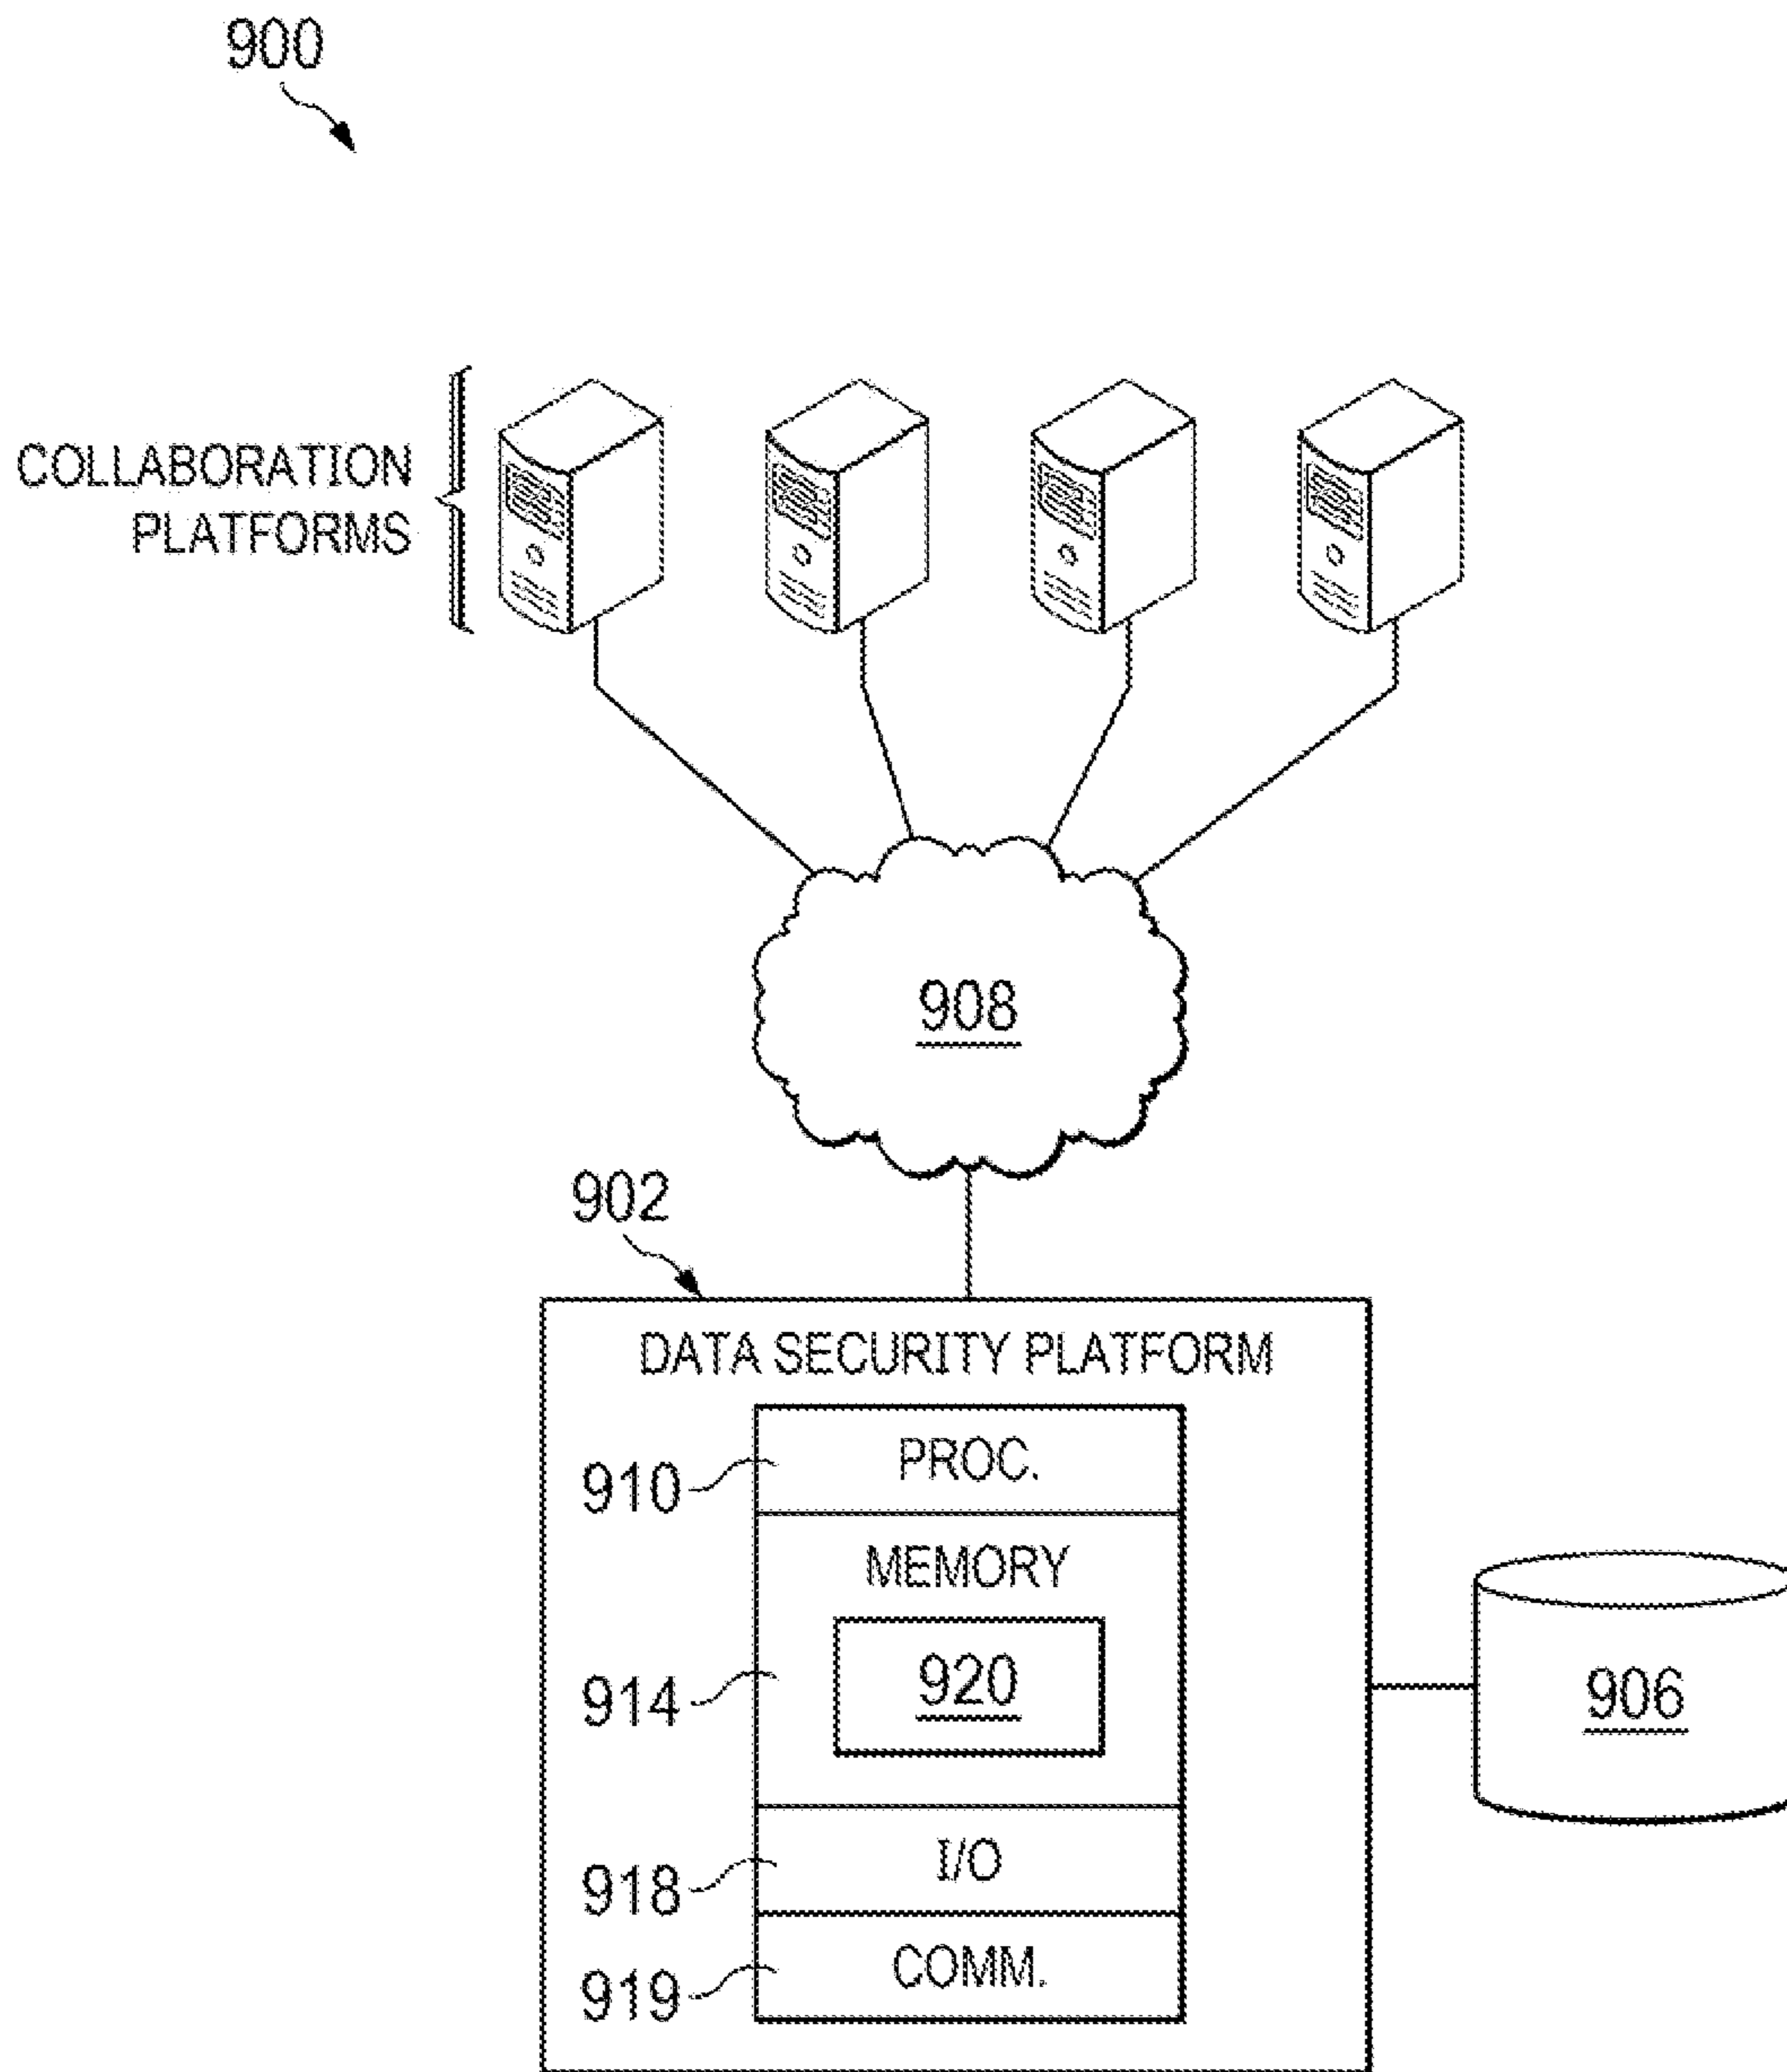 900
COLLABORATION
PLATFORMS
908
902
DATA SECURITY PLATFORM
910
PROC.
MEMORY
914
920
906
918
I/O
919
COMM.